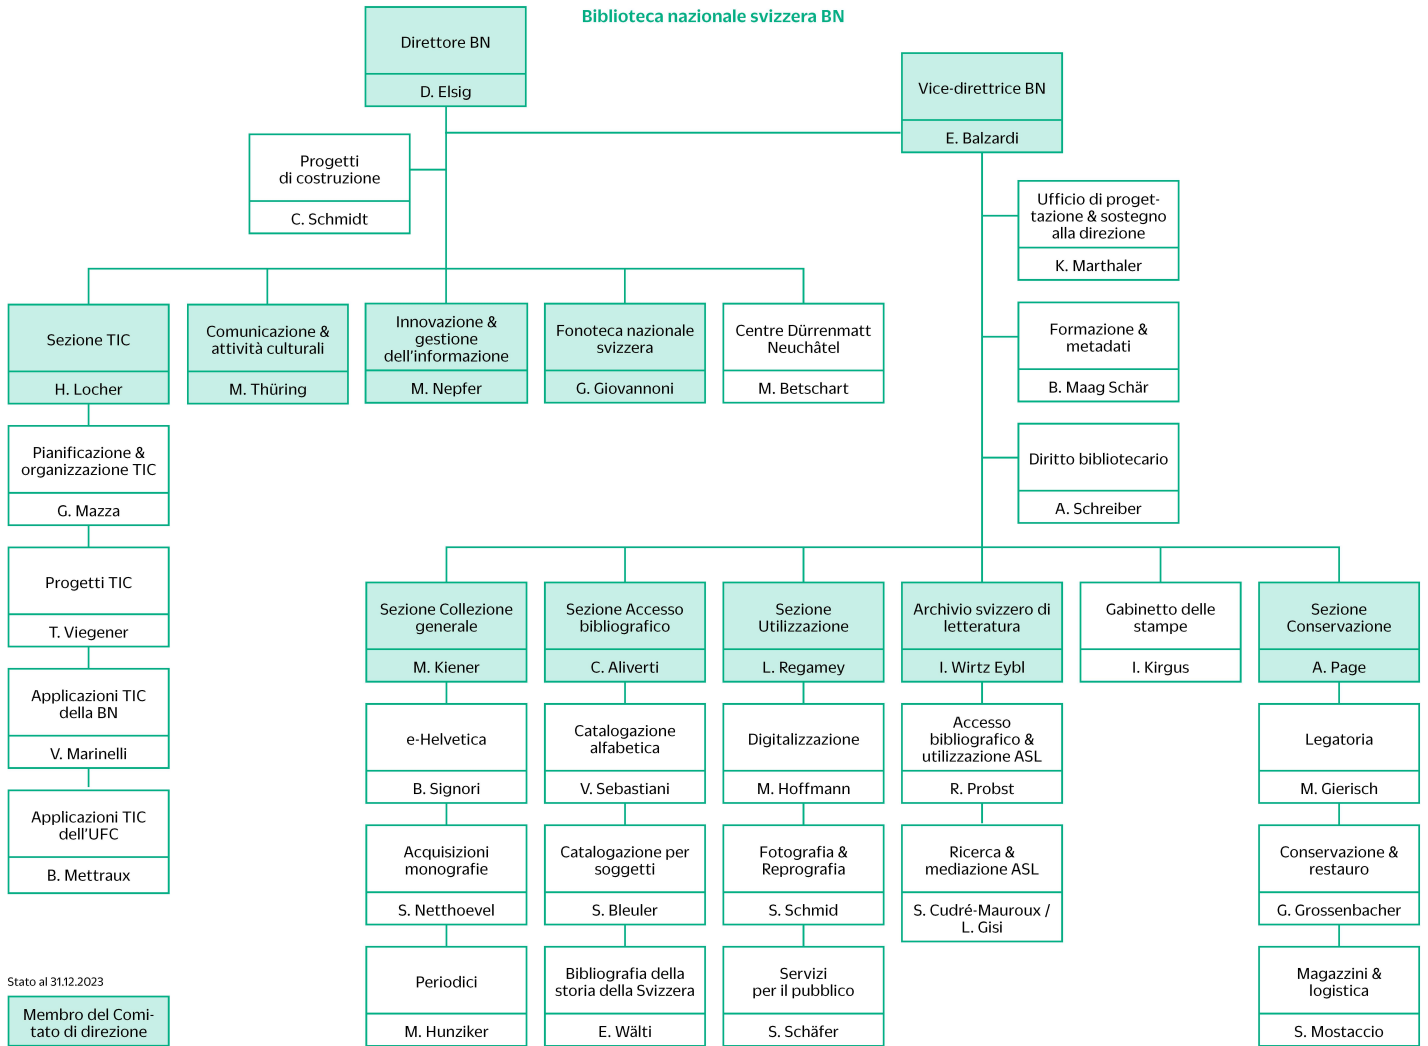 Biblioteca nazionale svizzera BN
Direttore BN
D. Elsig
Vice-direttrice BN
E. Balzardi
Progetti
di costruzione
C. Schmidt
Ufficio di proget-
tazione & sostegno
alla direzione
K. Marthaler
Formazione &
metadati
B. Maag Schär
Diritto bibliotecario
A. Schreiber
Sezione TIC
H. Locher
Comunicazione &
attività culturali
M. Thüring
Innovazione &
gestione
dell'informazione
M. Nepfer
Fonoteca nazionale
svizzera
G. Giovannoni
Centre Dürrenmatt
Neuchâtel
M. Betschart
Pianificazione &
organizzazione TIC
G. Mazza
Progetti TIC
T. Viegener
Applicazioni TIC
della BN
V. Marinelli
Applicazioni TIC
dell'UFC
B. Mettraux
Sezione Collezione
generale
M. Kiener
e-Helvetica
B. Signori
Acquisizioni
monografie
S. Netthoevel
Periodici
M. Hunziker
Sezione Accesso
bibliografico
C. Aliverti
Catalogazione
alfabetica
V. Sebastiani
Catalogazione per
soggetti
S. Bleuler
Bibliografia della
storia della Svizzera
E. Wälti
Sezione
Utilizzazione
L. Regamey
Digitalizzazione
M. Hoffmann
Fotografia &
Reprografia
S. Schmid
Servizi
per il pubblico
S. Schäfer
Archivio svizzero di
letteratura
I. Wirtz Eybl
Accesso
bibliografico &
utilizzazione ASL
R. Probst
Ricerca &
mediazione ASL
S. Cudré-Mauroux /
L. Gisi
Gabinetto delle
stampe
I. Kirgus
Sezione
Conservazione
A. Page
Legatoria
M. Gierisch
Conservazione &
restauro
G. Grossenbacher
Magazzini &
logistica
S. Mostaccio
Stato al 31.12.2023
Membro del Comi-
tato di direzione